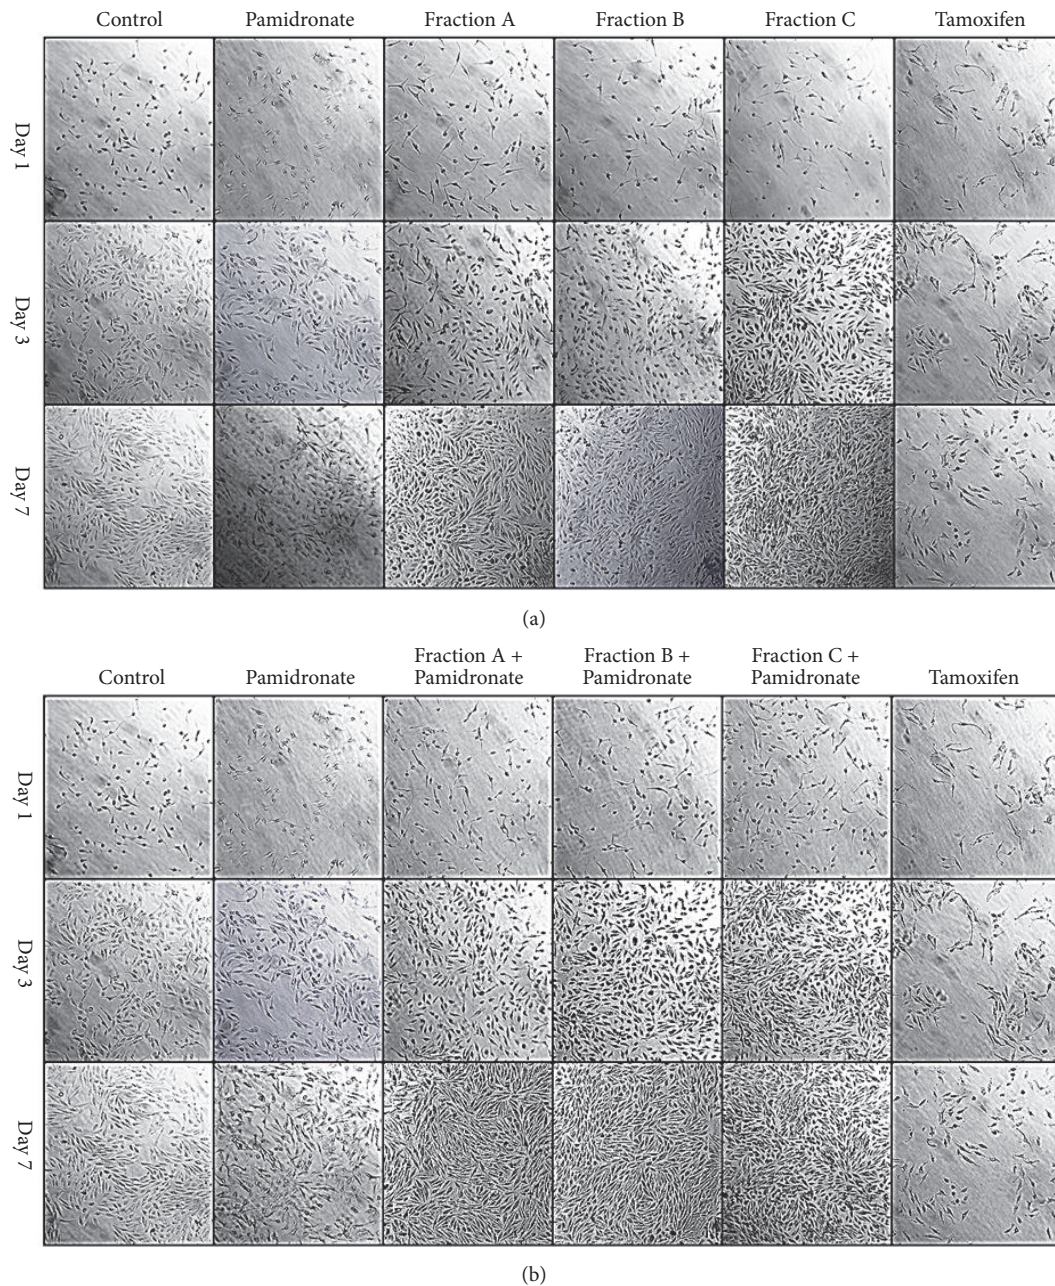 Control Pamidronate Fraction A Fraction B Fraction C Tamoxifen
Day 1
Day 3
Day 7
(a)
Control Pamidronate Fraction A + Pamidronate Fraction B + Pamidronate Fraction C + Pamidronate Tamoxifen
Day 1
Day 3
Day 7
(b)